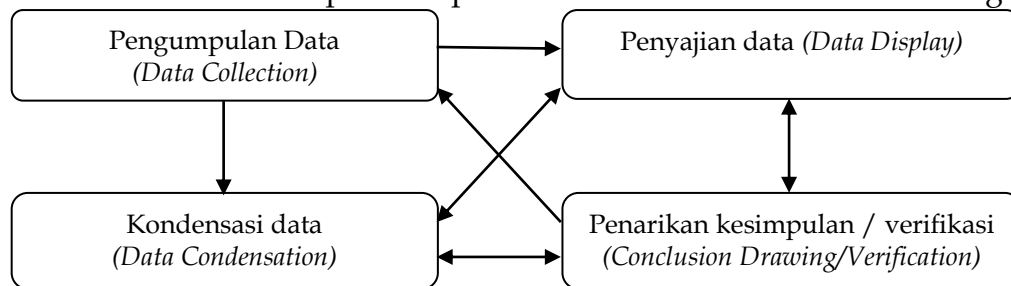 Pengumpulan Data
(Data Collection)
Penyajian data (Data Display)
Kondensasi data
(Data Condensation)
Penarikan kesimpulan / verifikasi
(Conclusion Drawing/Verification)